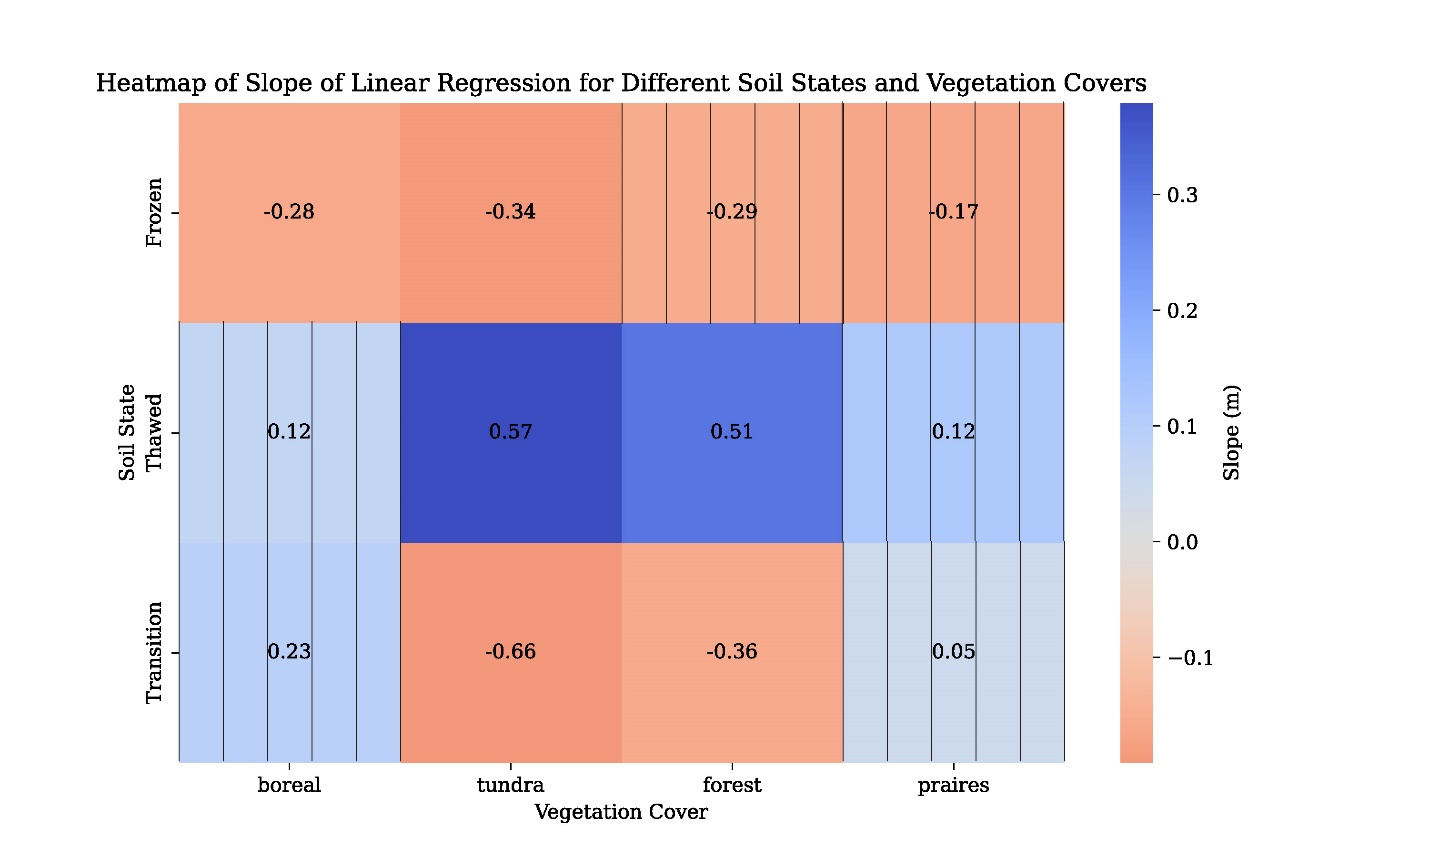 Heatmap of Slope of Linear Regression for Different Soil States and Vegetation Covers
Frozen
-0.28
-0.34
-0.29
-0.17
Soil State
Thawed
0.12
0.57
0.51
0.12
Transition
0.23
-0.66
-0.36
0.05
boreal
tundra
forest
praires
Vegetation Cover
0.3
0.2
0.1
0.0
−0.1
Slope (m)